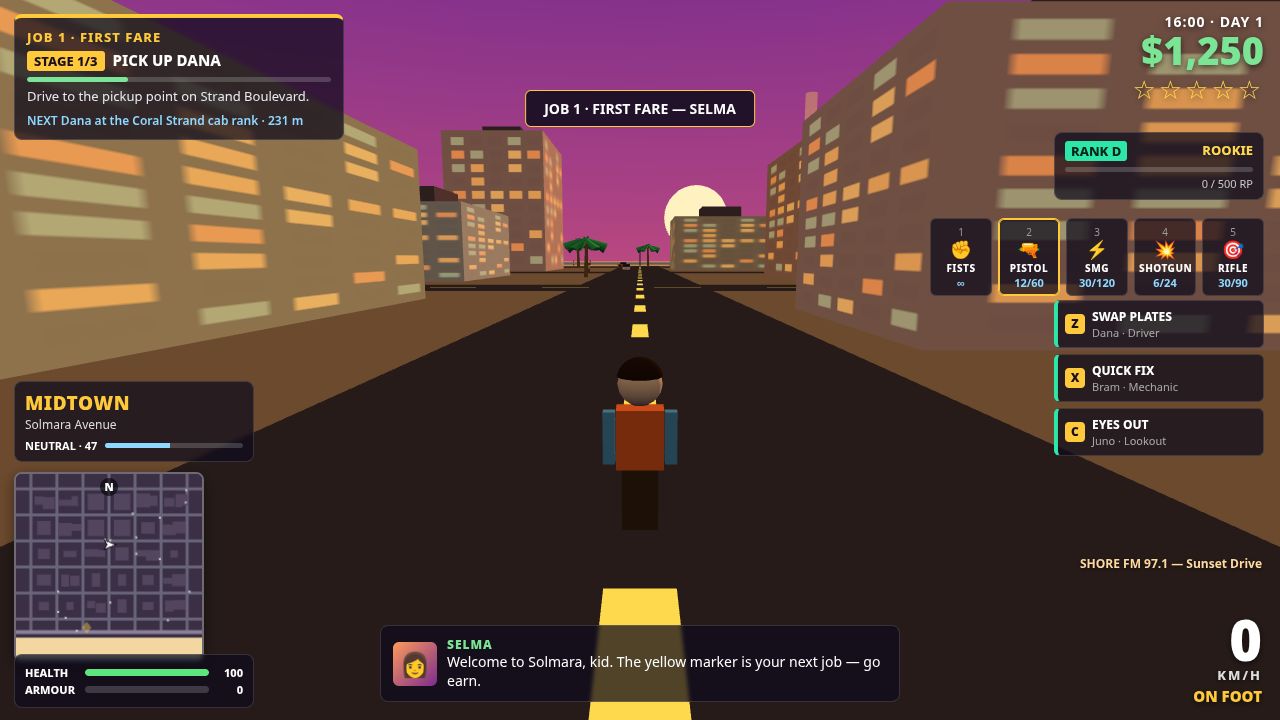 JOB 1 · FIRST FARE
STAGE 1/3 PICK UP DANA
Drive to the pickup point on Strand Boulevard.
NEXT Dana at the Coral Strand cab rank · 231 m
JOB 1 · FIRST FARE — SELMA
16:00 · DAY 1
$1,250
☆☆☆☆☆
RANK D ROOKIE
0 / 500 RP
1 2 3 4 5
FISTS PISTOL SMG SHOTGUN RIFLE
∞ 12/60 30/120 6/24 30/90
Z SWAP PLATES
Dana · Driver
X QUICK FIX
Bram · Mechanic
C EYES OUT
Juno · Lookout
MIDTOWN
Solmara Avenue
NEUTRAL · 47
N
HEALTH 100
ARMOUR 0
SELMA
Welcome to Solmara, kid. The yellow marker is your next job — go
earn.
SHORE FM 97.1 — Sunset Drive
0
KM/H
ON FOOT